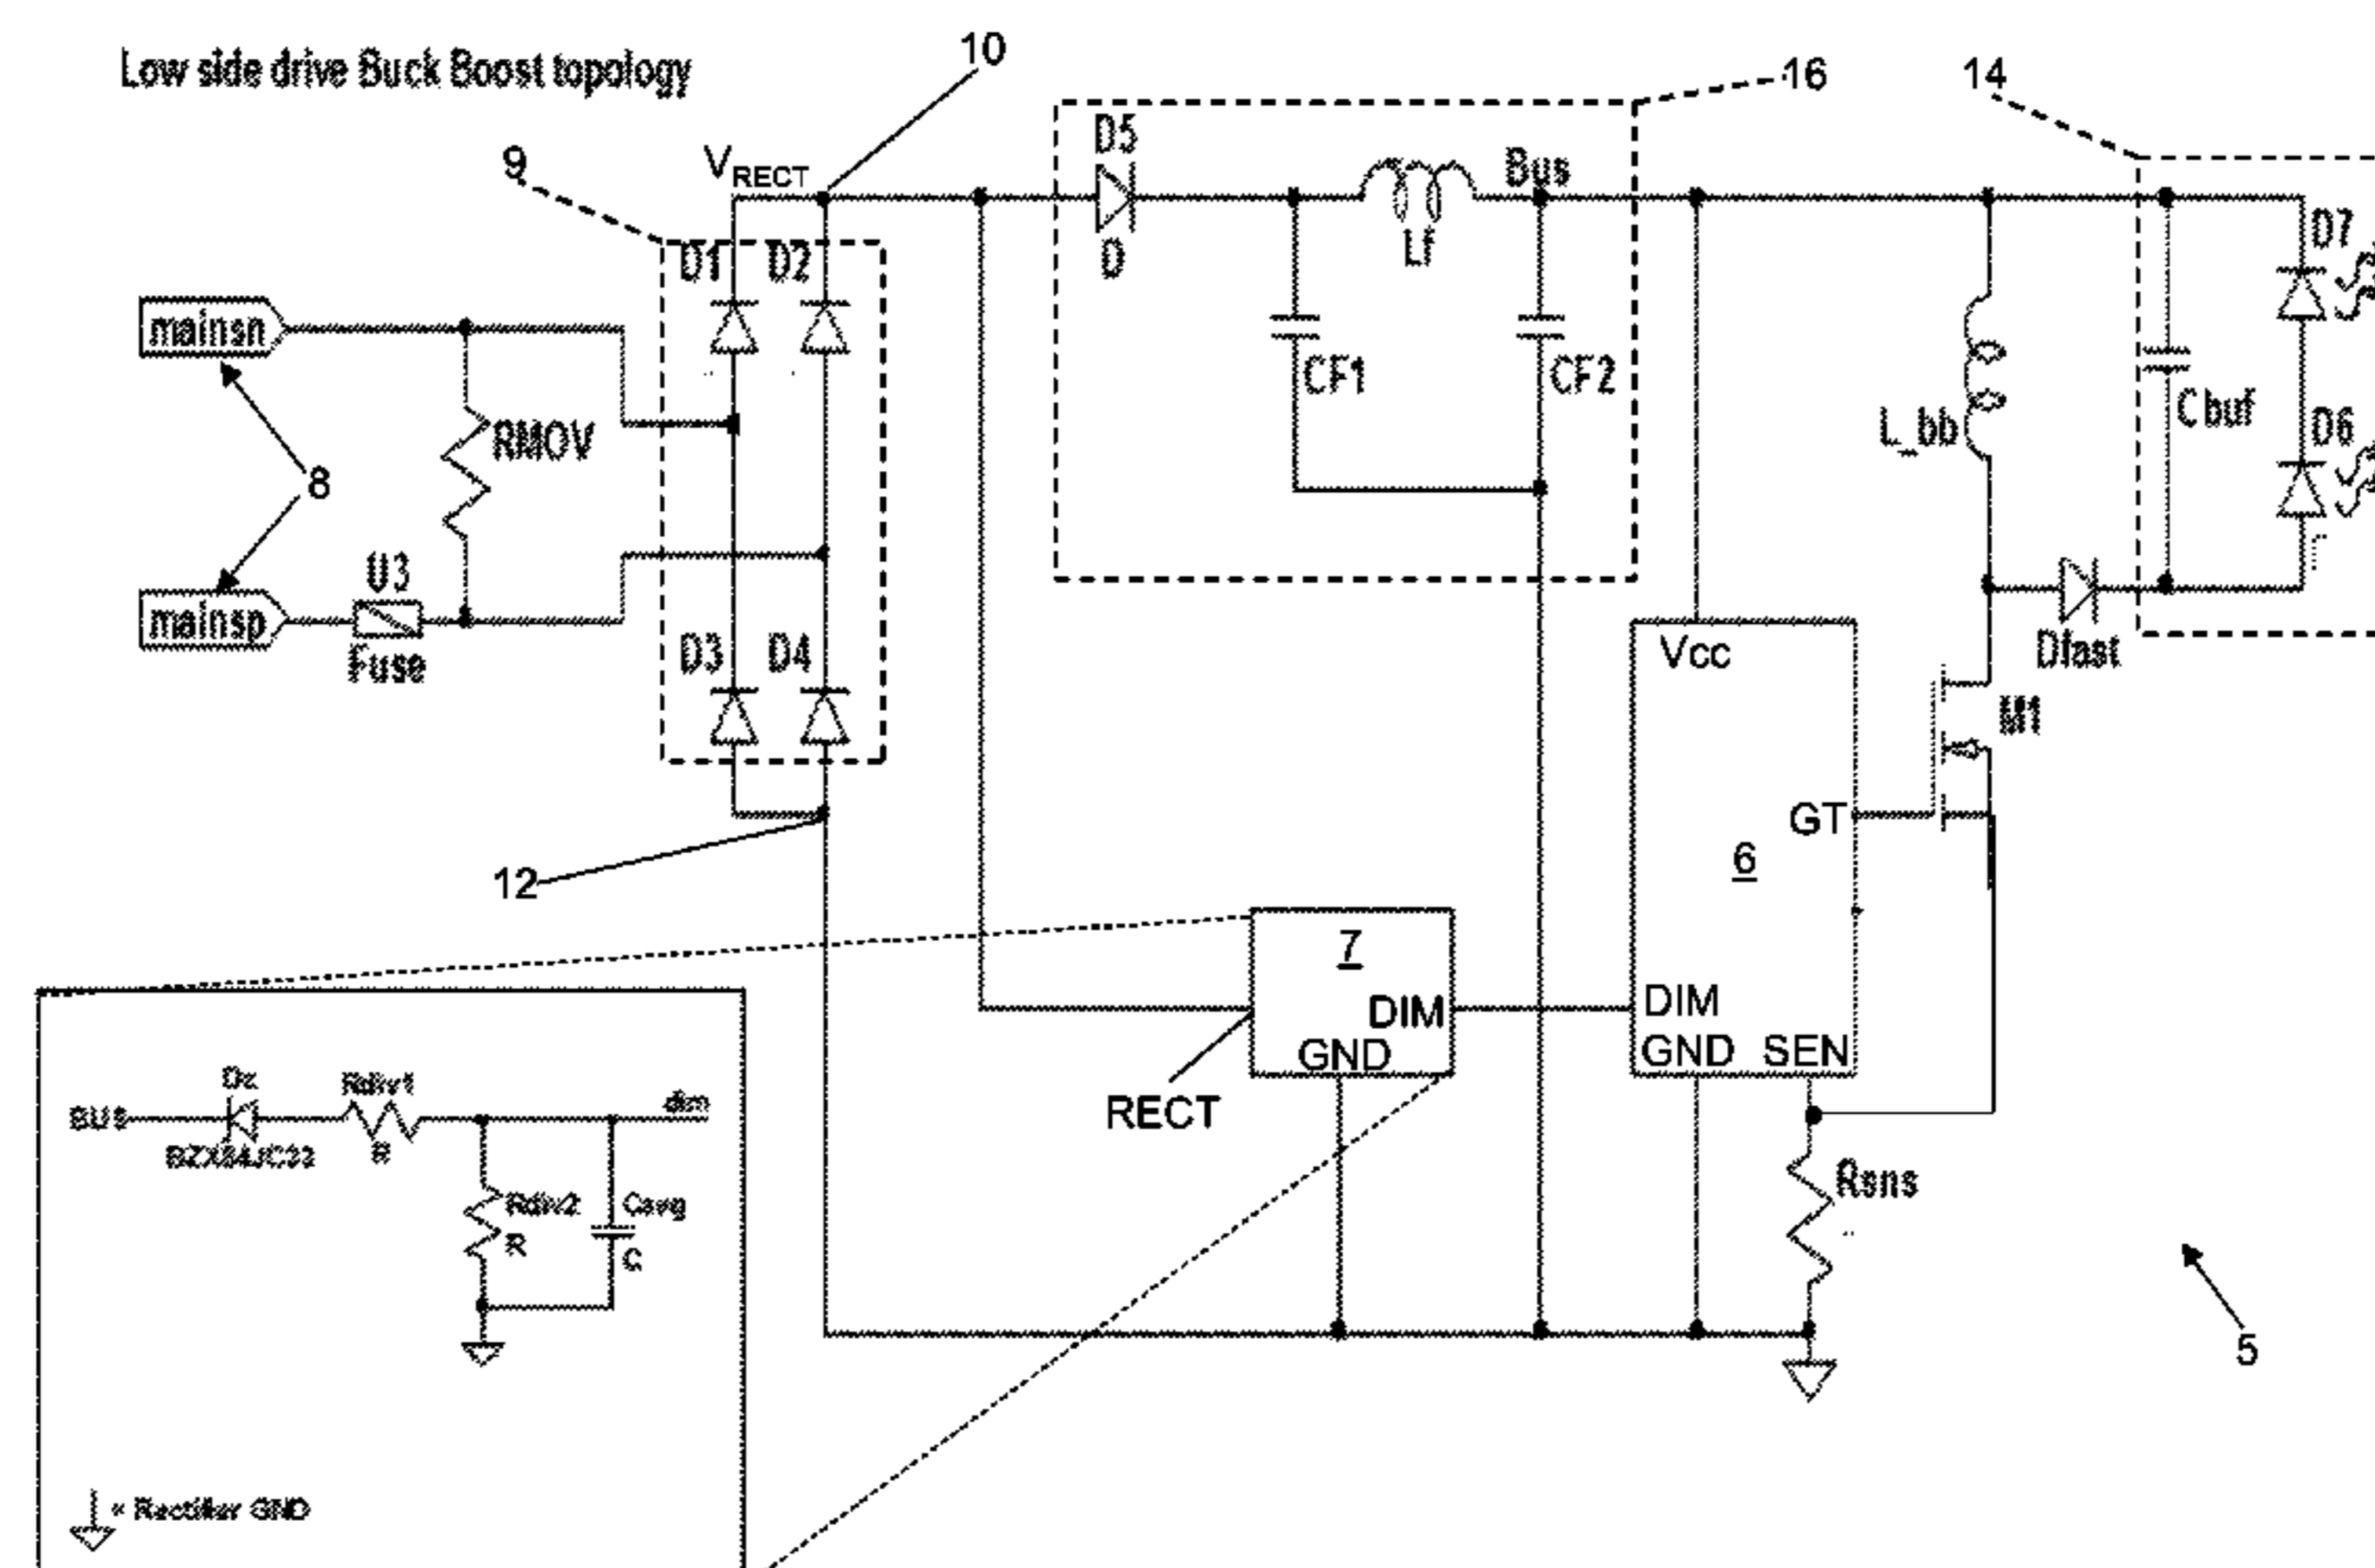 Low side drive Buck Boost topology
10
16
14
9
VRECT
D5
D
Lf
Bus
D7
D1
D2
mainsn
CF1
CF2
L_bb
Cbuf
D6
RMOV
8
U3
mainsp
Fuse
D3
D4
Vcc
Dfast
M1
GT
6
12
7
DIM
GND
RECT
DIM
GND
SEN
BUS
Dz
Rdiv1
R
dim
Rdiv2
R
Cavg
C
Rsns
5
= Rectifier GND